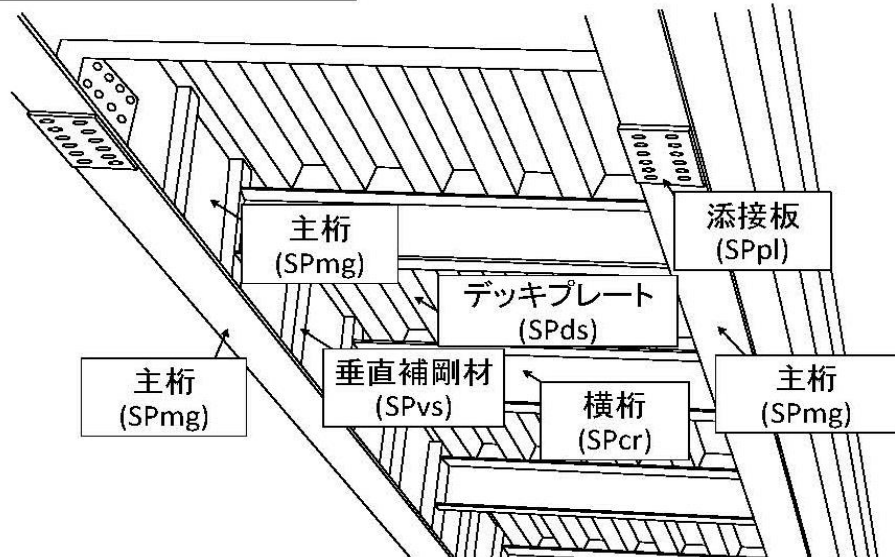 主桁
(SPmg)
添接板
(SPpl)
デッキプレート
(SPds)
主桁
(SPmg)
垂直補剛材
(SPvs)
横桁
(SPcr)
主桁
(SPmg)